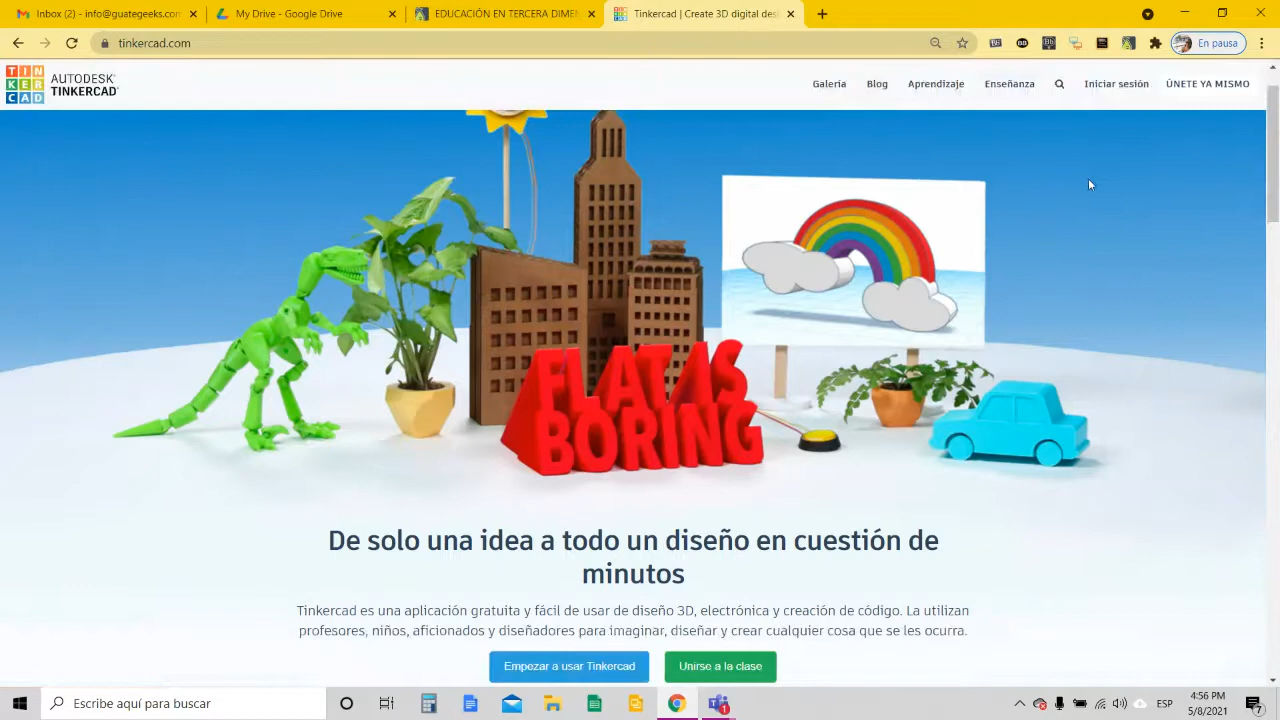 Inbox (2) - info@guategeeks.com
My Drive - Google Drive
EDUCACIÓN EN TERCERA DIMEN
Tinkercad | Create 3D digital des
tinkercad.com
En pausa
TIN
KER
CAD
AUTODESK
TINKERCAD
Galería
Blog
Aprendizaje
Enseñanza
Iniciar sesión
ÚNETE YA MISMO
FLAT IS
BORING
De solo una idea a todo un diseño en cuestión de
minutos
Tinkercad es una aplicación gratuita y fácil de usar de diseño 3D, electrónica y creación de código. La utilizan
profesores, niños, aficionados y diseñadores para imaginar, diseñar y crear cualquier cosa que se les ocurra.
Empezar a usar Tinkercad
Unirse a la clase
Escribe aquí para buscar
1
ESP
4:56 PM
5/8/2021
7